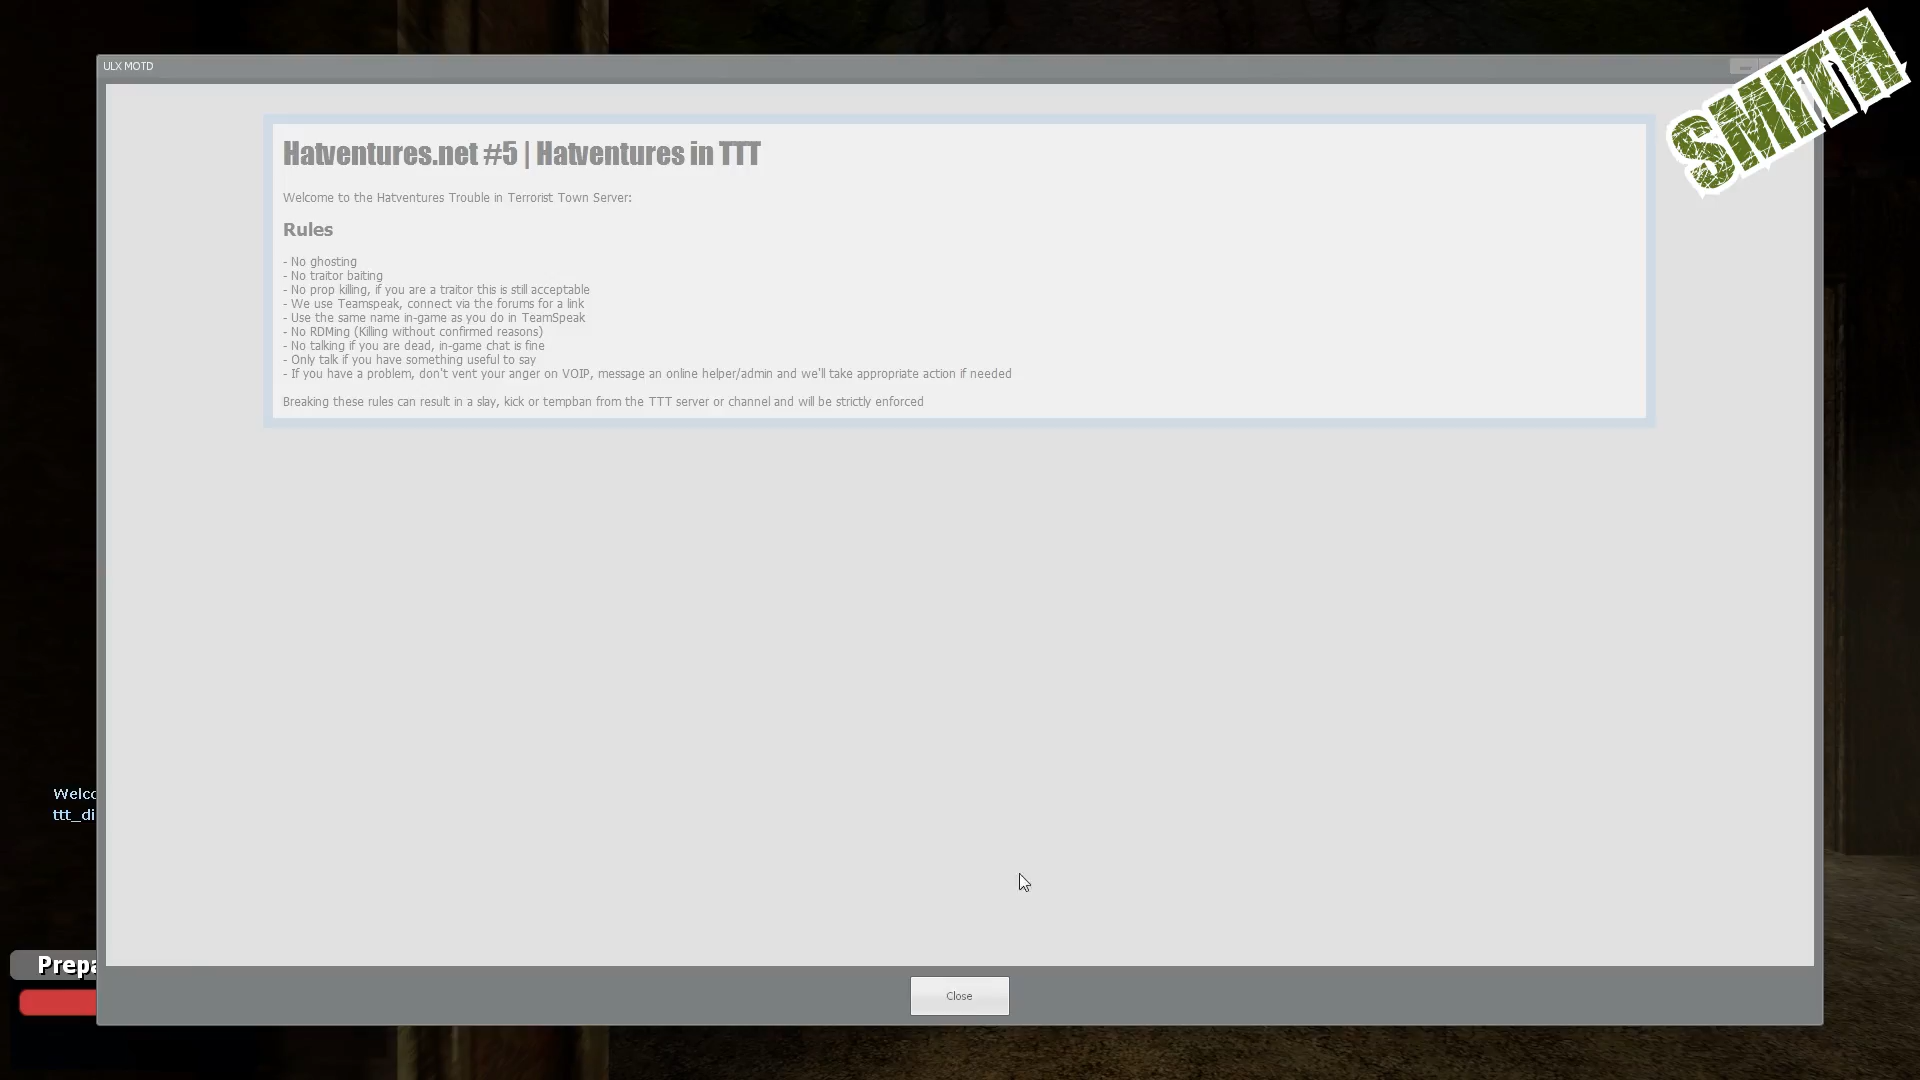 ULX MOTD
SMITH
Hatventures.net #5 | Hatventures in TTT
Welcome to the Hatventures Trouble in Terrorist Town Server:
Rules
- No ghosting
- No traitor baiting
- No prop killing, if you are a traitor this is still acceptable
- We use Teamspeak, connect via the forums for a link
- Use the same name in-game as you do in TeamSpeak
- No RDMing (Killing without confirmed reasons)
- No talking if you are dead, in-game chat is fine
- Only talk if you have something useful to say
- If you have a problem, don't vent your anger on VOIP, message an online helper/admin and we'll take appropriate action if needed
Breaking these rules can result in a slay, kick or tempban from the TTT server or channel and will be strictly enforced
Welco
ttt_di
Prepa
Close